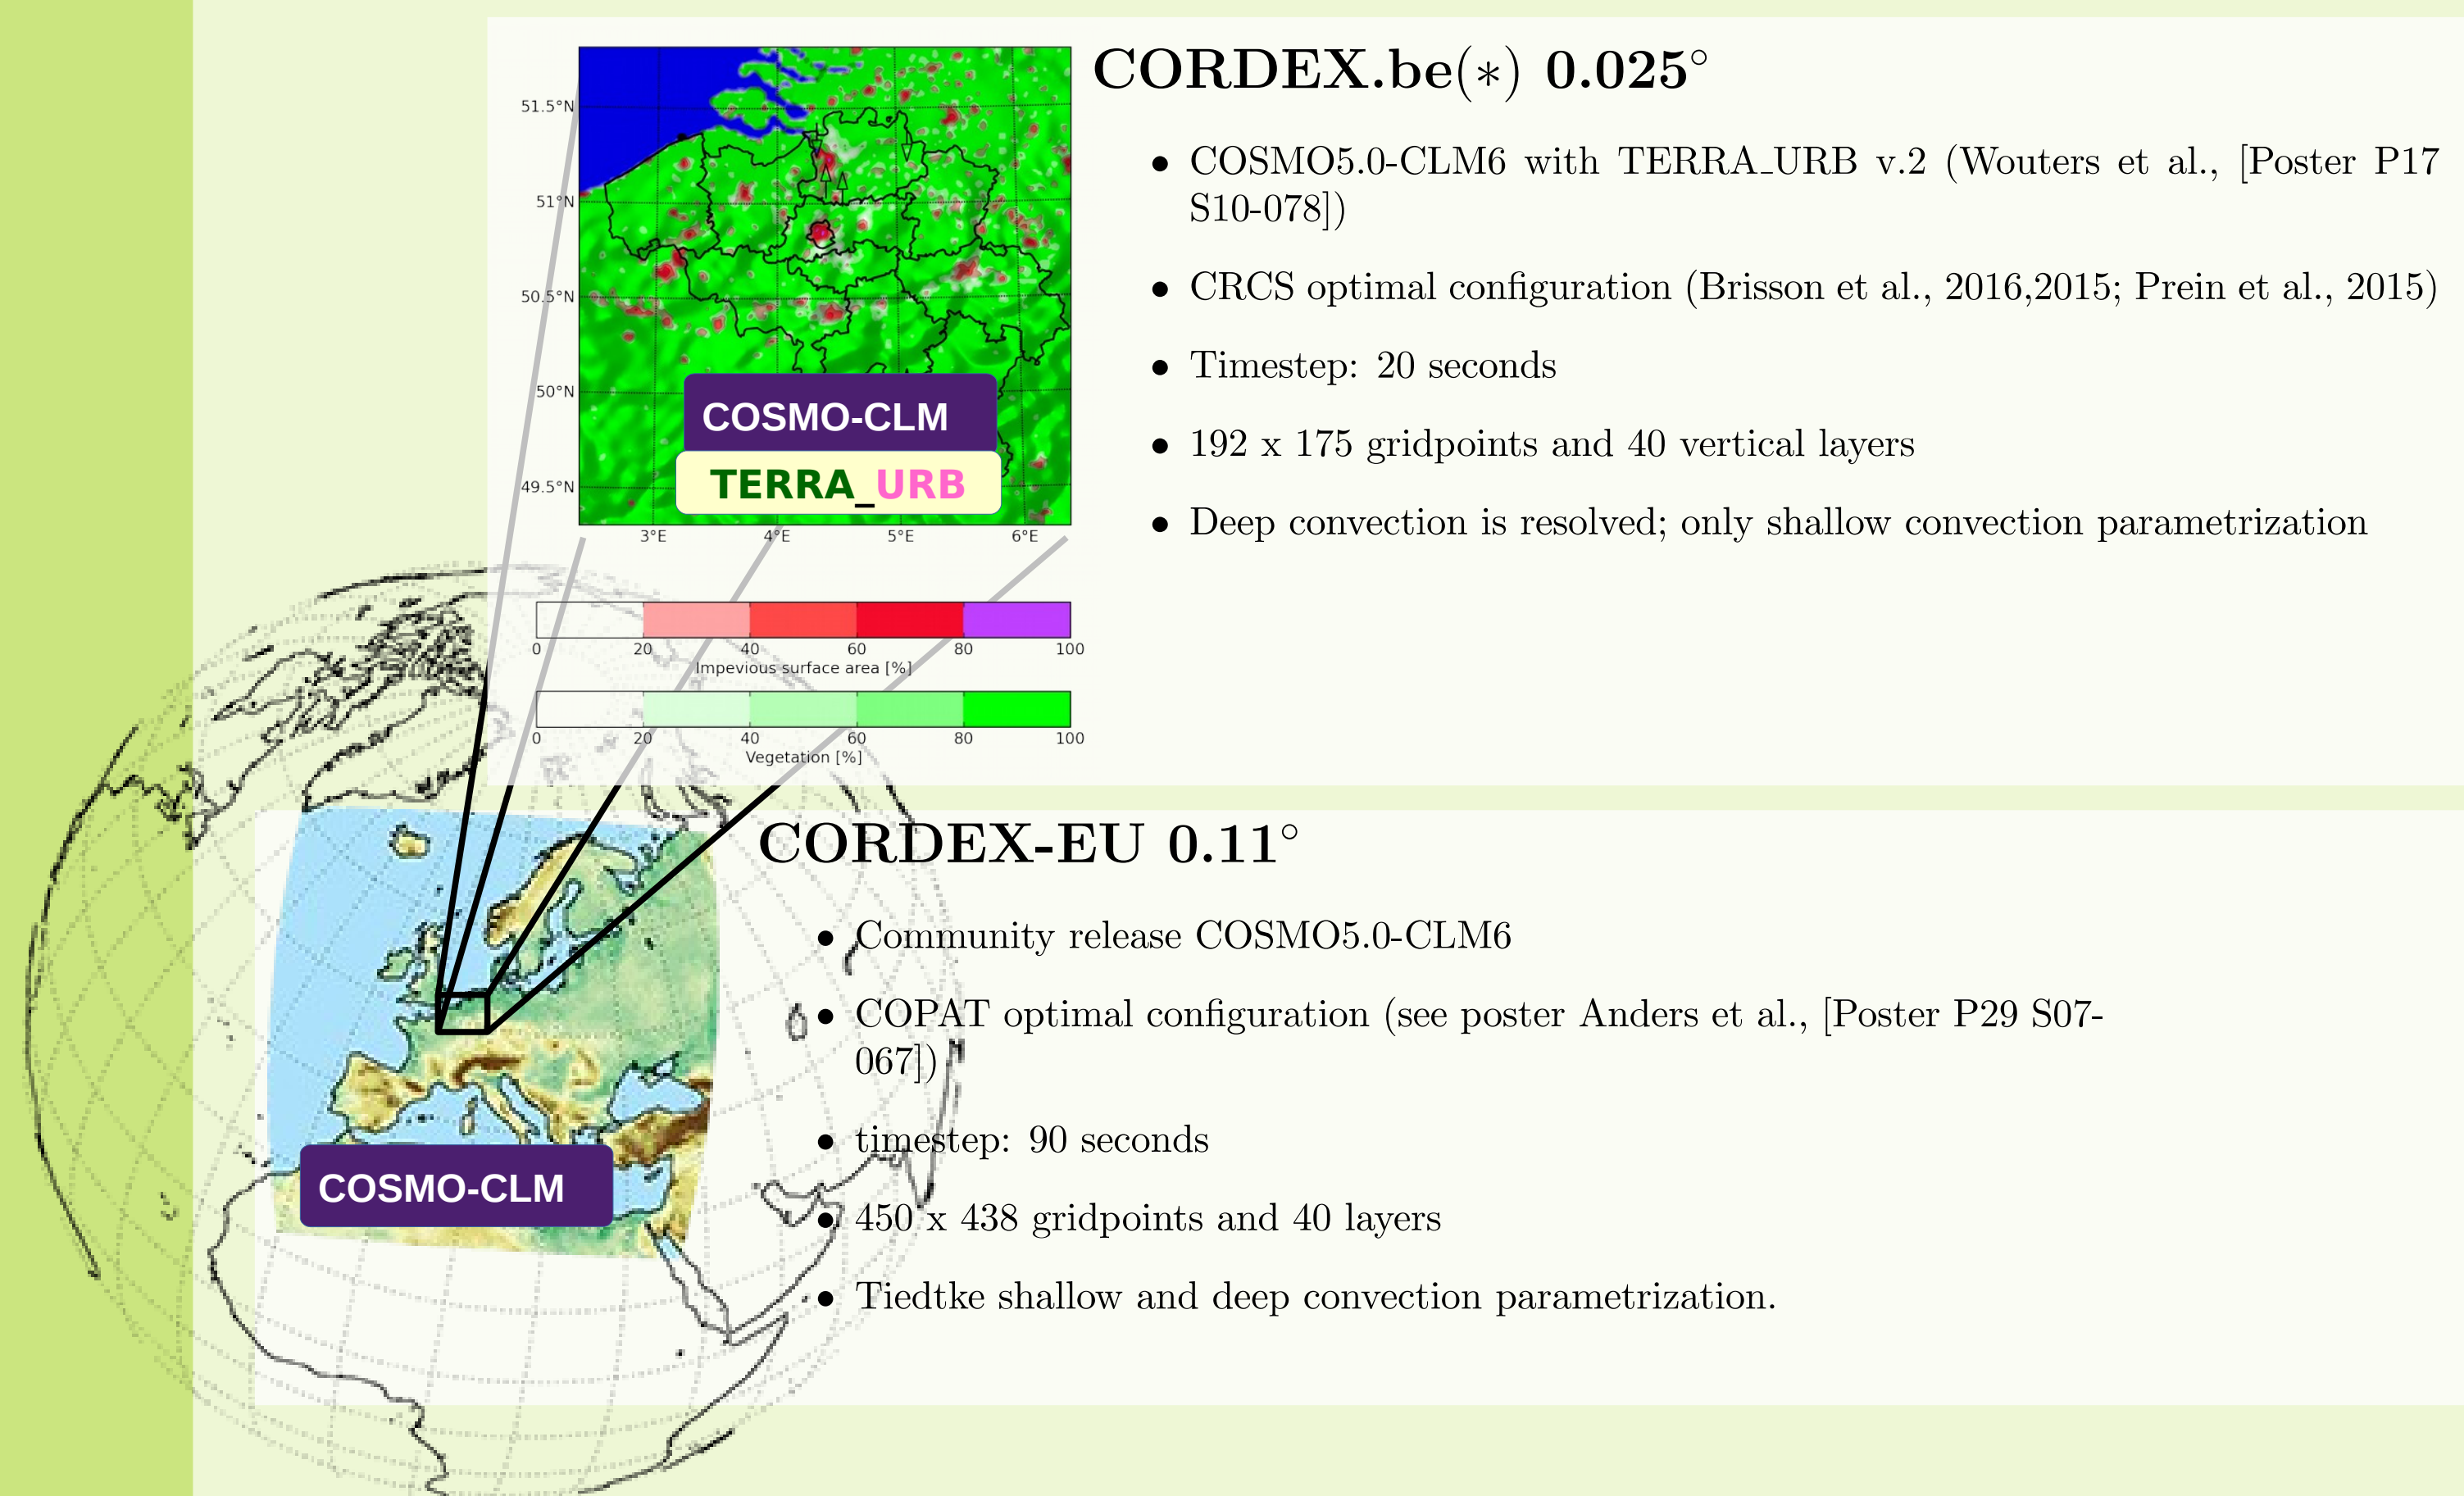 CORDEX.be(∗) 0.025°
• COSMO5.0-CLM6 with TERRA_URB v.2 (Wouters et al., [Poster P17
S10-078])
• CRCS optimal configuration (Brisson et al., 2016,2015; Prein et al., 2015)
• Timestep: 20 seconds
• 192 x 175 gridpoints and 40 vertical layers
• Deep convection is resolved; only shallow convection parametrization
51.5°N
51°N
50.5°N
50°N
49.5°N
COSMO-CLM
TERRA_URB
3°E 4°E 5°E 6°E
0 20 40 60 80 100
Impevious surface area [%]
0 20 40 60 80 100
Vegetation [%]
CORDEX-EU 0.11°
• Community release COSMO5.0-CLM6
• COPAT optimal configuration (see poster Anders et al., [Poster P29 S07-
067])
• timestep: 90 seconds
• 450 x 438 gridpoints and 40 layers
• Tiedtke shallow and deep convection parametrization.
COSMO-CLM